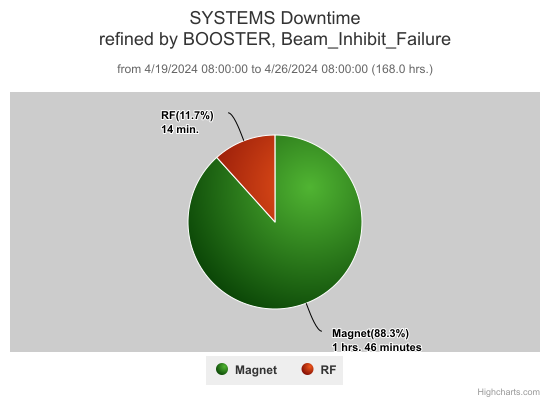 SYSTEMS Downtime
refined by BOOSTER, Beam_Inhibit_Failure
from 4/19/2024 08:00:00 to 4/26/2024 08:00:00 (168.0 hrs.)
RF(11.7%)
14 min.
Magnet(88.3%)
1 hrs. 46 minutes
Magnet RF
Highcharts.com